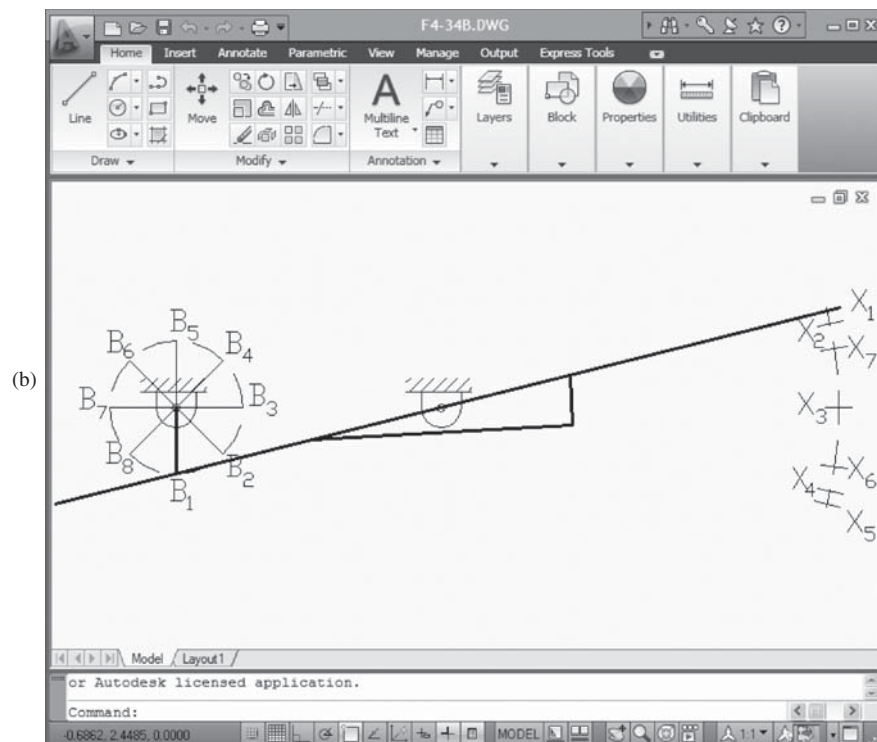 F4-34B.DWG
Home Insert Annotate Parametric View Manage Output Express Tools
A
Line Move Multiline Text Layers Block Properties Utilities Clipboard
Draw Modify Annotation
(b)
B5
B6 B4
B7 B3
B8 B2
B1
X1
X2 X7
X3
X4 X6
X5
Model Layout1
or Autodesk licensed application.
Command:
-0.6862, 2.4485, 0.0000 MODEL 1:1